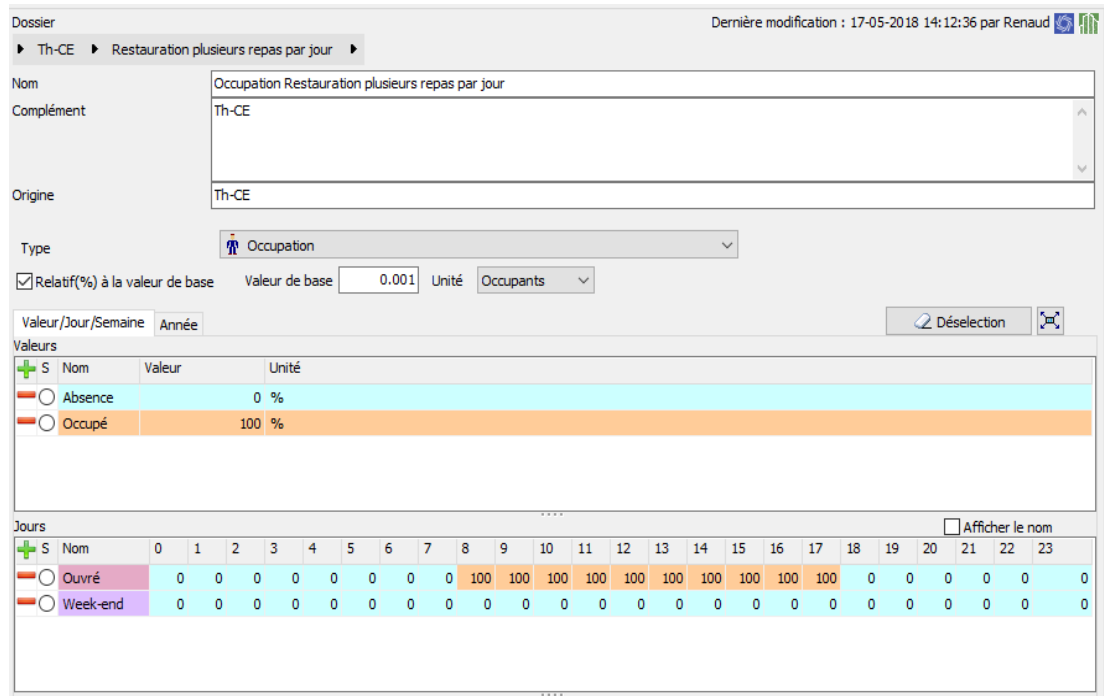 Dossier
Dernière modification : 17-05-2018 14:12:36 par Renaud
Th-CE Restauration plusieurs repas par jour
Nom Occupation Restauration plusieurs repas par jour
Complément Th-CE
Origine Th-CE
Type Occupation
Relatif(%) à la valeur de base Valeur de base 0.001 Unité Occupants
Valeur/Jour/Semaine Année Déselection
Valeurs
S Nom Valeur Unité
Absence 0 %
Occupé 100 %
Jours Afficher le nom
S Nom 0 1 2 3 4 5 6 7 8 9 10 11 12 13 14 15 16 17 18 19 20 21 22 23
Ouvré 0 0 0 0 0 0 0 0 100 100 100 100 100 100 100 100 100 100 0 0 0 0 0 0
Week-end 0 0 0 0 0 0 0 0 0 0 0 0 0 0 0 0 0 0 0 0 0 0 0 0